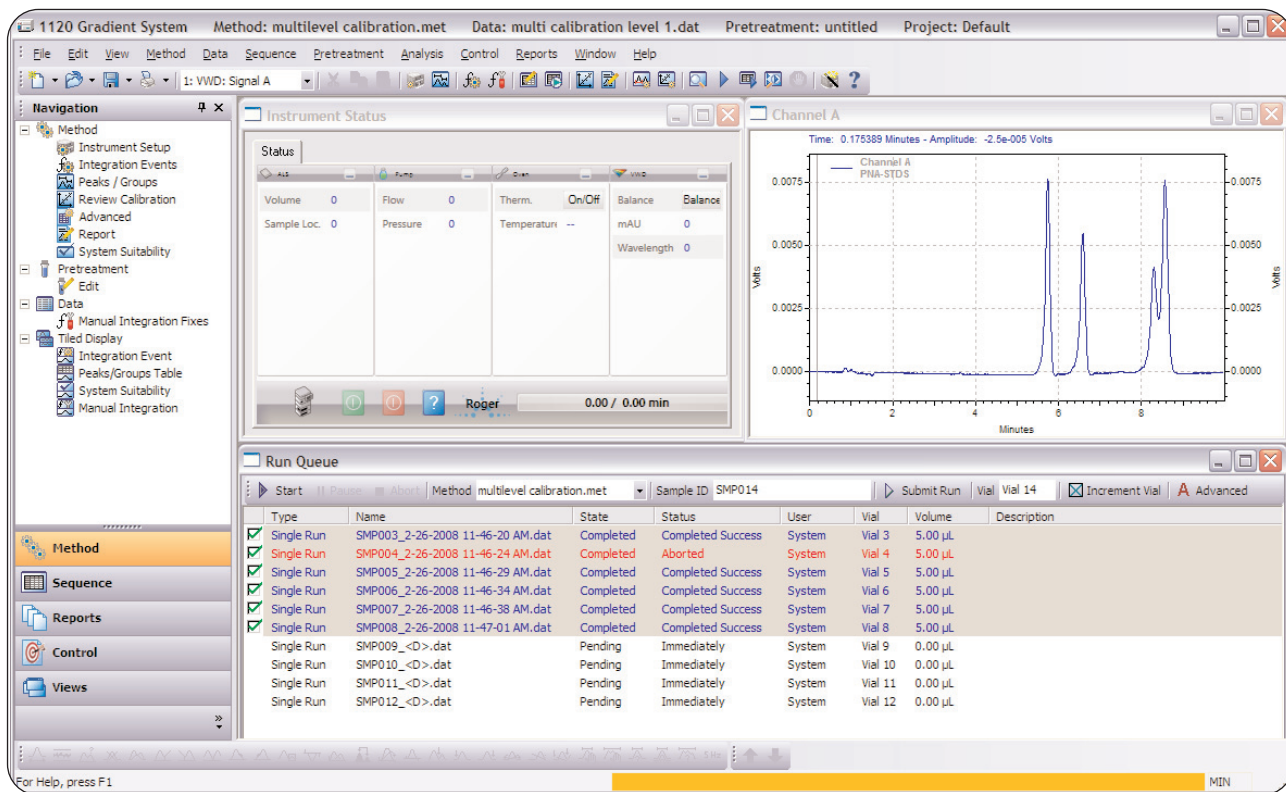 1120 Gradient System Method: multilevel calibration.met Data: multi calibration level 1.dat Pretreatment: untitled Project: Default
File Edit View Method Data Sequence Pretreatment Analysis Control Reports Window Help
1: VWD: Signal A
Navigation
Method
Instrument Setup
Integration Events
Peaks / Groups
Review Calibration
Advanced
Report
System Suitability
Pretreatment
Edit
Data
Manual Integration Fixes
Tiled Display
Integration Event
Peaks/Groups Table
System Suitability
Manual Integration
Method
Sequence
Reports
Control
Views
Instrument Status
Status
ALS Pump Oven VWD
Volume 0 Flow 0 Therm. On/Off Balance Balance
Sample Loc. 0 Pressure 0 Temperature -- mAU 0
Wavelength 0
Roger 0.00 / 0.00 min
Channel A
Time: 0.175389 Minutes - Amplitude: -2.5e-005 Volts
Channel A
PNA-STDS
0.0075 0.0075
0.0050 0.0050
Volts Volts
0.0025 0.0025
0.0000 0.0000
0 2 4 6 8
Minutes
Run Queue
Start Pause Abort Method multilevel calibration.met Sample ID SMP014 Submit Run Vial Vial 14 Increment Vial A Advanced
Type Name State Status User Vial Volume Description
Single Run SMP003_2-26-2008 11-46-20 AM.dat Completed Completed Success System Vial 3 5.00 µL
Single Run SMP004_2-26-2008 11-46-24 AM.dat Completed Aborted System Vial 4 5.00 µL
Single Run SMP005_2-26-2008 11-46-29 AM.dat Completed Completed Success System Vial 5 5.00 µL
Single Run SMP006_2-26-2008 11-46-34 AM.dat Completed Completed Success System Vial 6 5.00 µL
Single Run SMP007_2-26-2008 11-46-38 AM.dat Completed Completed Success System Vial 7 5.00 µL
Single Run SMP008_2-26-2008 11-47-01 AM.dat Completed Completed Success System Vial 8 5.00 µL
Single Run SMP009_<D>.dat Pending Immediately System Vial 9 0.00 µL
Single Run SMP010_<D>.dat Pending Immediately System Vial 10 0.00 µL
Single Run SMP011_<D>.dat Pending Immediately System Vial 11 0.00 µL
Single Run SMP012_<D>.dat Pending Immediately System Vial 12 0.00 µL
For Help, press F1 MIN